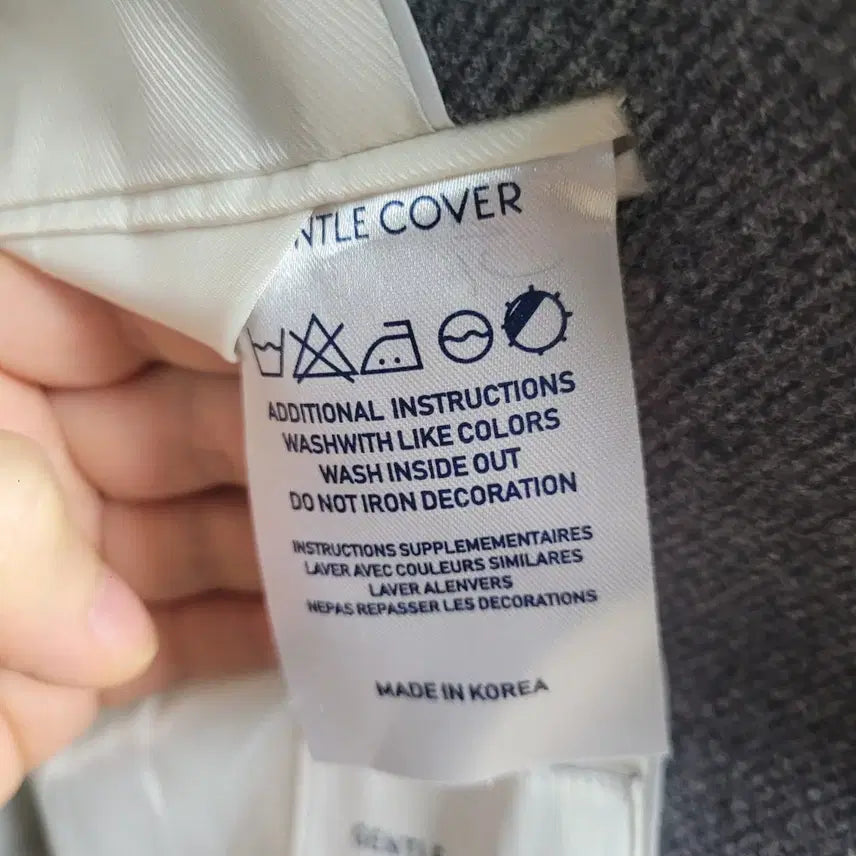 NTLE COVER
ADDITIONAL INSTRUCTIONS
WASHWITH LIKE COLORS
WASH INSIDE OUT
DO NOT IRON DECORATION
INSTRUCTIONS SUPPLEMEMENTAIRES
LAVER AVEC COULEURS SIMILARES
LAVER ALENVERS
NEPAS REPASSER LES DECORATIONS
MADE IN KOREA
GENTLE